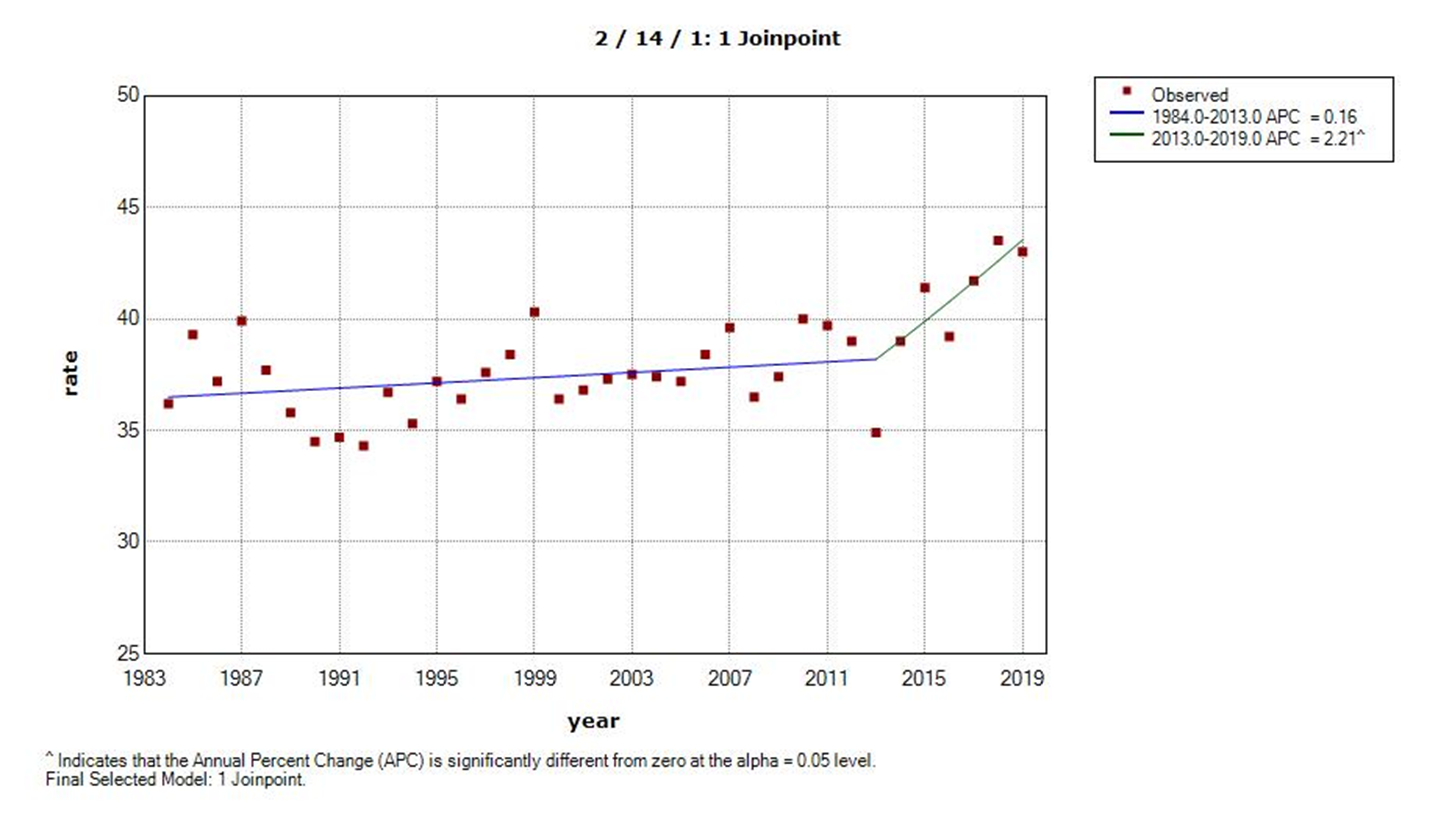 2 / 14 / 1: 1 Joinpoint
Observed
1984.0-2013.0 APC = 0.16
2013.0-2019.0 APC = 2.21^
50
45
40
35
30
25
rate
1983 1987 1991 1995 1999 2003 2007 2011 2015 2019
year
^ Indicates that the Annual Percent Change (APC) is significantly different from zero at the alpha = 0.05 level.
Final Selected Model: 1 Joinpoint.